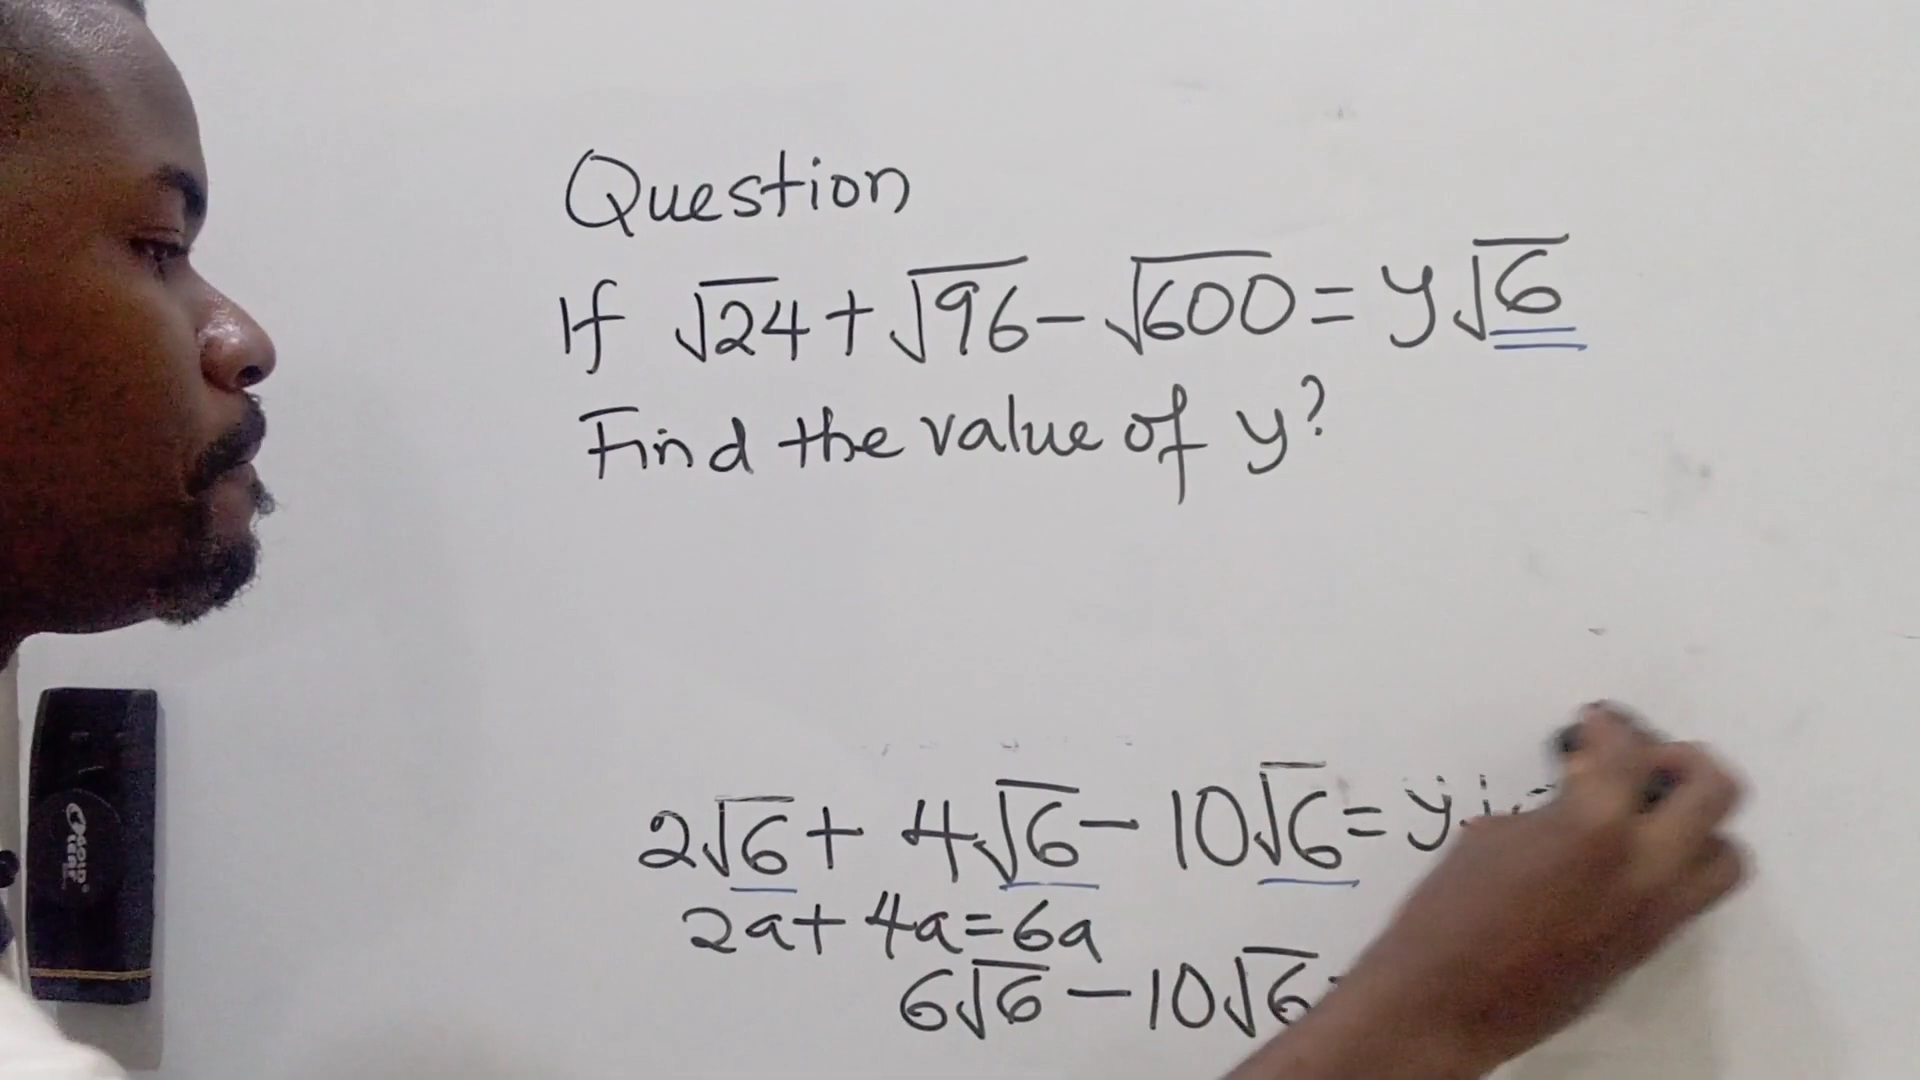 Question
If √24 + √96 − √600 = y√6
Find the value of y?
2√6 + 4√6 − 10√6 = y
2a + 4a = 6a
6√6 − 10√6